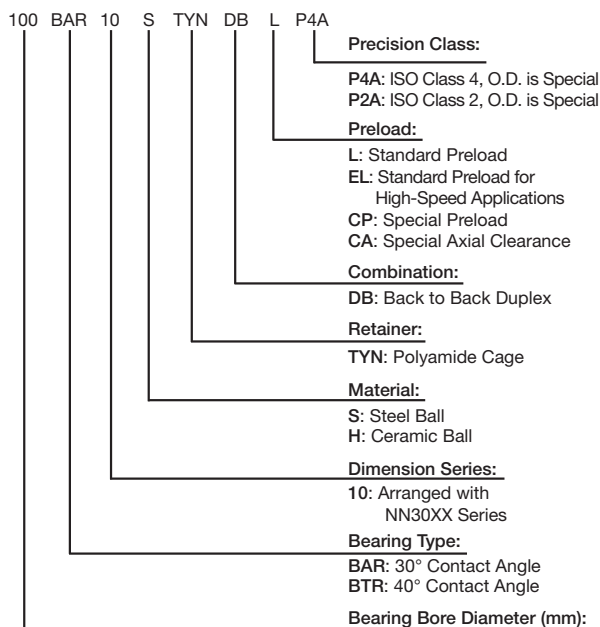 100 BAR 10 S TYN DB L P4A
Precision Class:
P4A: ISO Class 4, O.D. is Special
P2A: ISO Class 2, O.D. is Special
Preload:
L: Standard Preload
EL: Standard Preload for
High-Speed Applications
CP: Special Preload
CA: Special Axial Clearance
Combination:
DB: Back to Back Duplex
Retainer:
TYN: Polyamide Cage
Material:
S: Steel Ball
H: Ceramic Ball
Dimension Series:
10: Arranged with
NN30XX Series
Bearing Type:
BAR: 30° Contact Angle
BTR: 40° Contact Angle
Bearing Bore Diameter (mm):